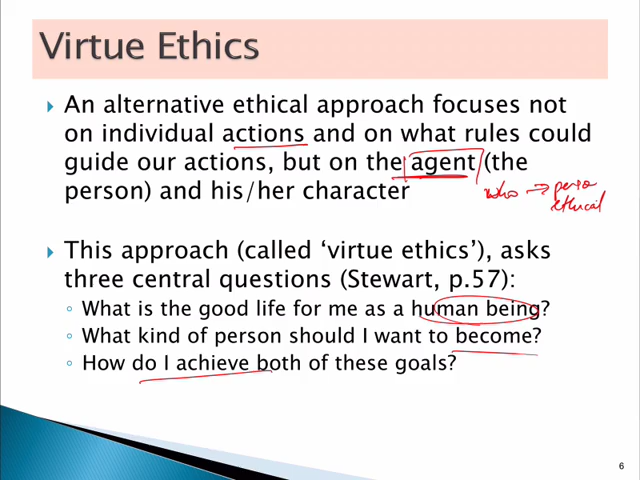 Virtue Ethics
An alternative ethical approach focuses not
on individual actions and on what rules could
guide our actions, but on the agent (the
person) and his/her character
who → person
ethical
This approach (called ‘virtue ethics’), asks
three central questions (Stewart, p.57):
What is the good life for me as a human being?
What kind of person should I want to become?
How do I achieve both of these goals?
6